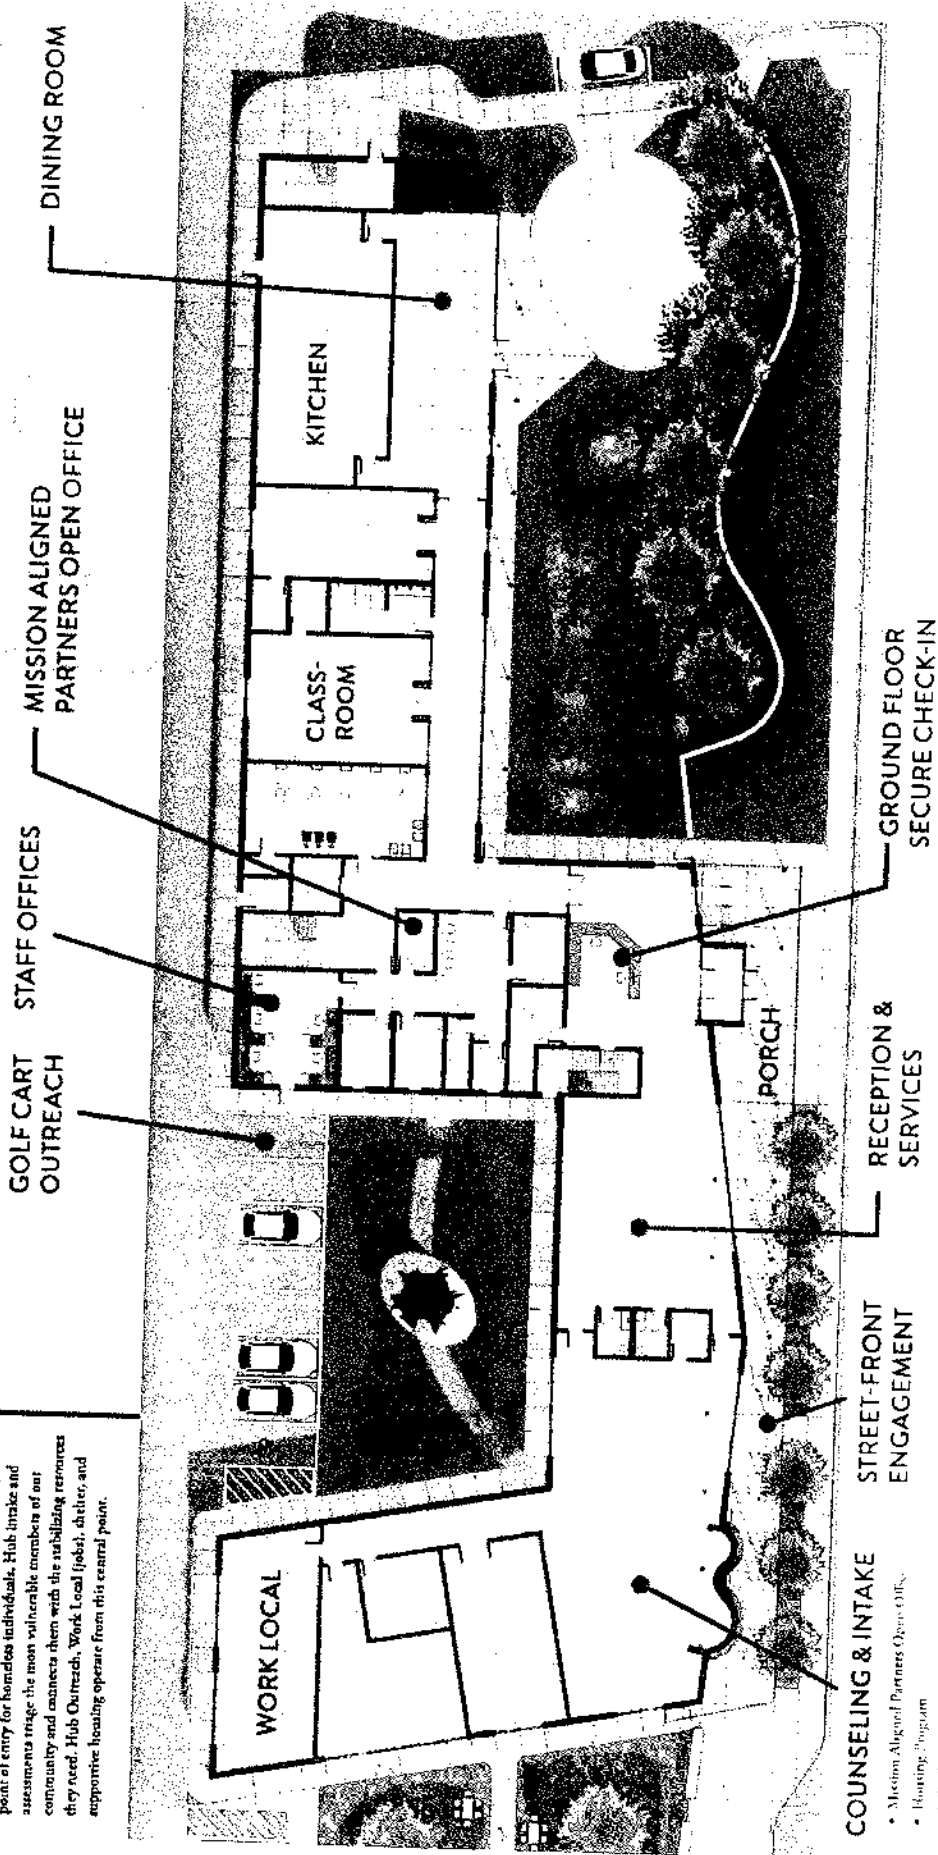 point of entry for homeless individuals. Hub intake and
assessments triage the most vulnerable members of our
community and connects them with the stabilizing resources
they need. Hub Outreach, Work Local (jobs), shelter, and
supportive housing operate from this central point.
GOLF CART
OUTREACH
STAFF OFFICES
MISSION ALIGNED
PARTNERS OPEN OFFICE
DINING ROOM
WORK LOCAL
CLASS-
ROOM
KITCHEN
PORCH
COUNSELING & INTAKE
• Mission Aligned Partners Open
• Housing Program
STREET-FRONT
ENGAGEMENT
RECEPTION &
SERVICES
GROUND FLOOR
SECURE CHECK-IN